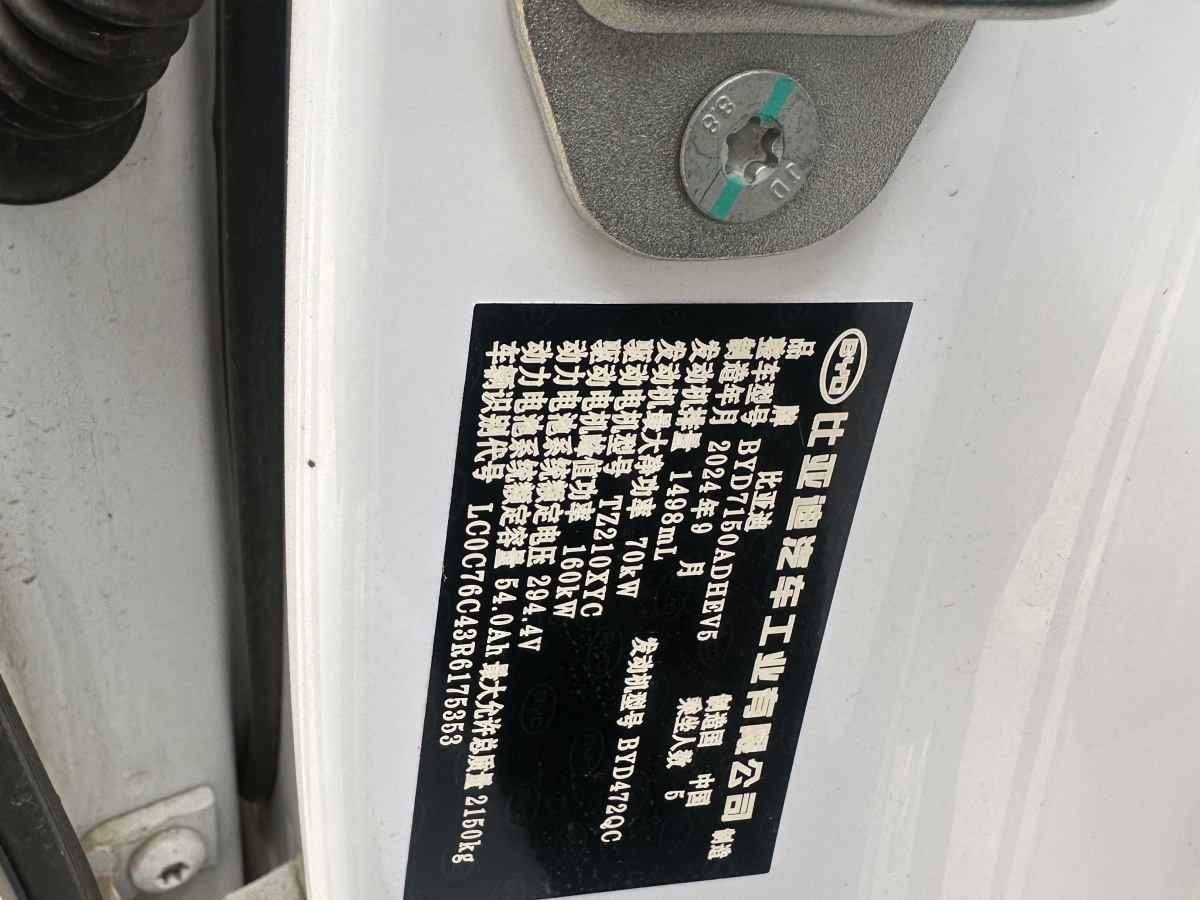 8.8
JD
BYD 比亚迪汽车工业有限公司 制造
品牌 比亚迪 制造国 中国
整车型号 BYD7150ADHEV5 乘坐人数 5
制造年月 2024年9月
发动机排量 1498mL 发动机型号 BYD472QC
发动机最大净功率 70kW
驱动电机型号 TZ210XYC
驱动电机峰值功率 160kW
动力电池系统额定电压 294.4V
动力电池系统额定容量 54.0Ah 最大允许总质量 2150kg
车辆识别代号 LC0C76C43R6175353